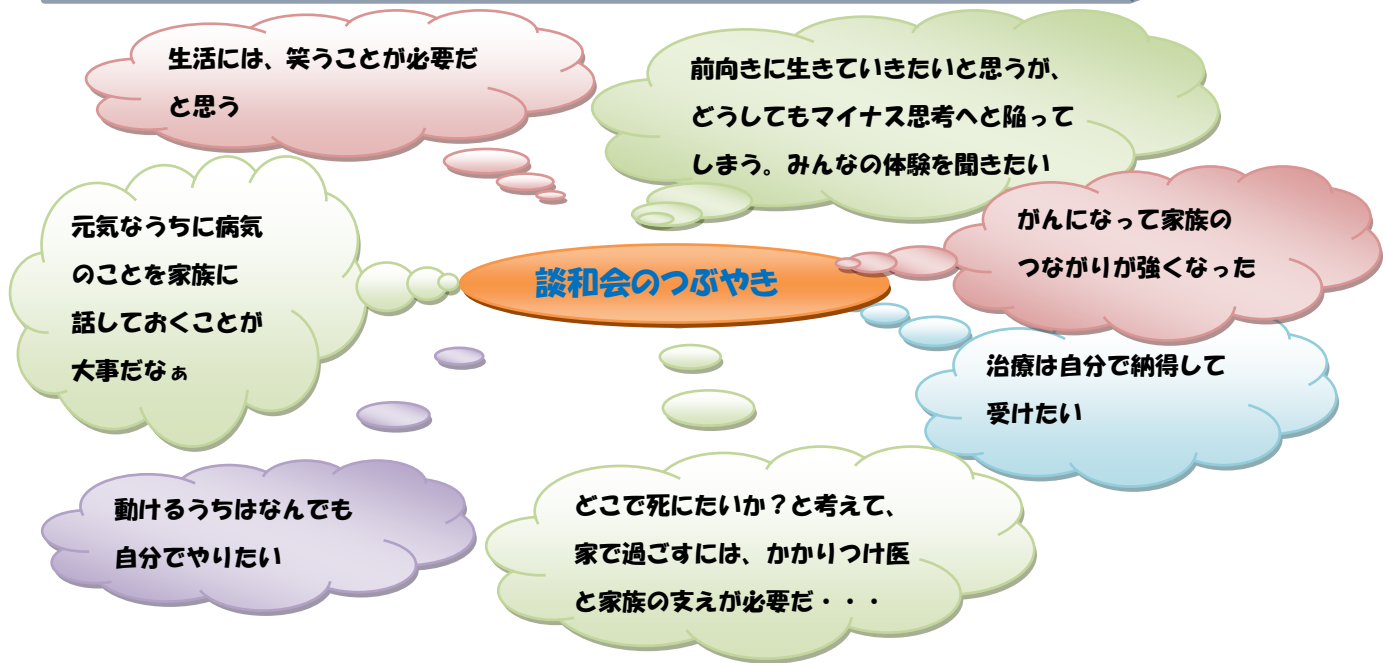 生活には、笑うことが必要だ
と思う
前向きに生きていきたいと思うが、
どうしてもマイナス思考へと陥って
しまう。みんなの体験を聞きたい
元気なうちに病気
のことを家族に
話しておくことが
大事だなぁ
談和会のつぶやき
がんになって家族の
つながりが強くなった
治療は自分で納得して
受けたい
動けるうちはなんでも
自分でやりたい
どこで死にたいか？と考えて、
家で過ごすには、かかりつけ医
と家族の支えが必要だ・・・